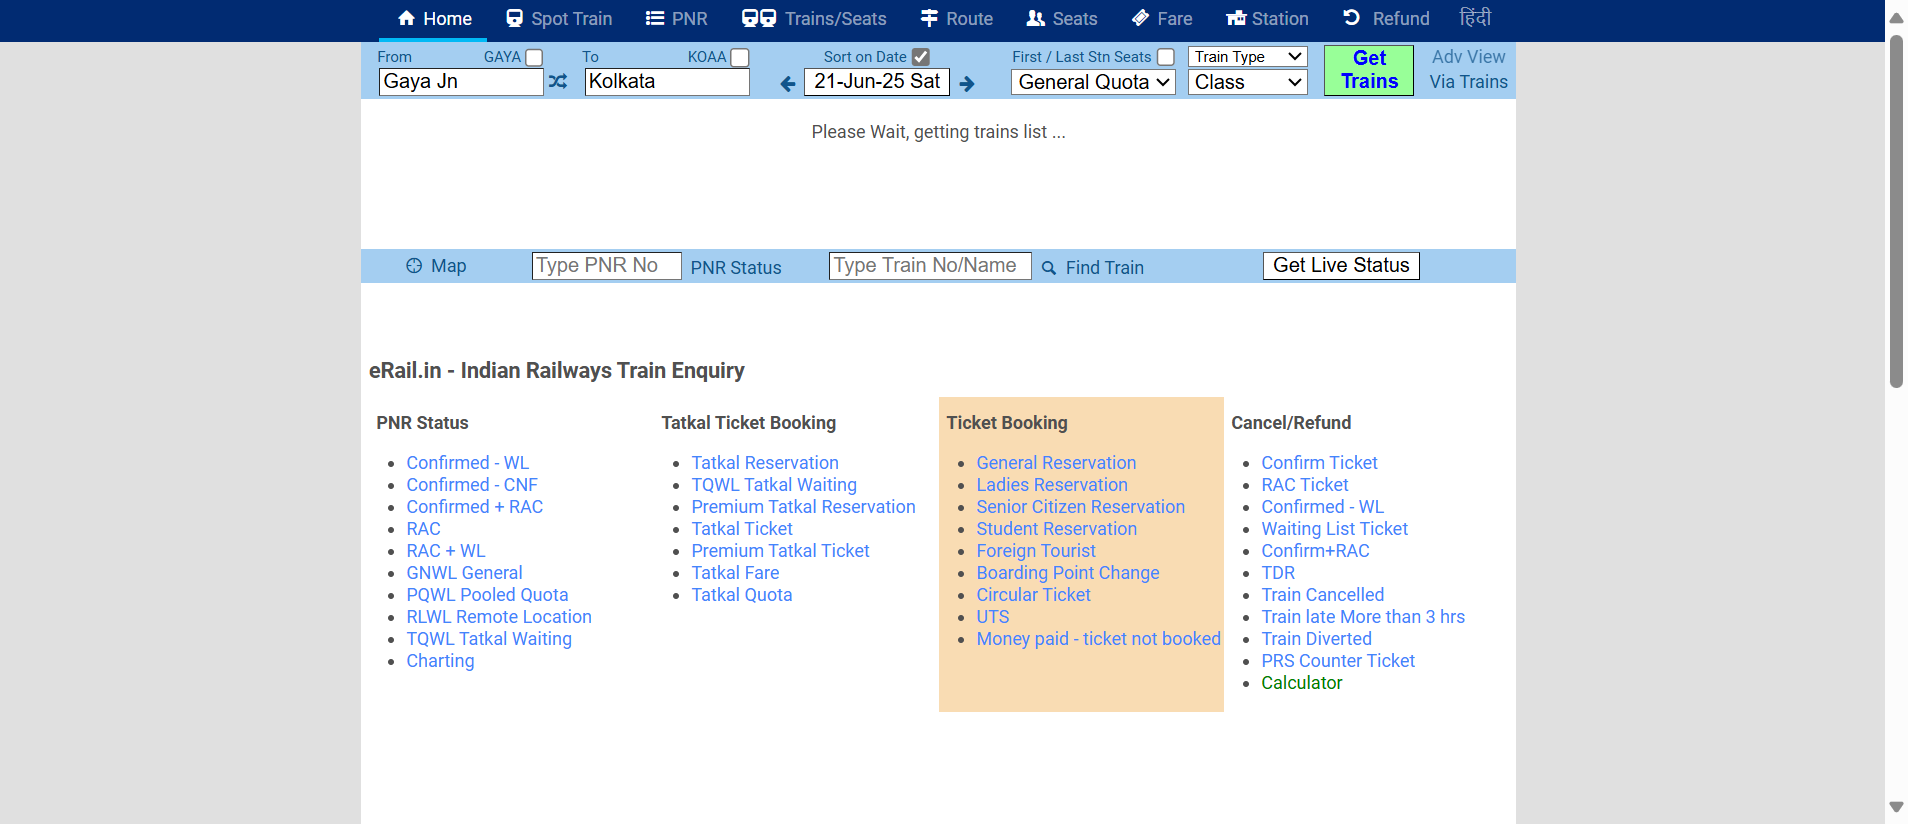 Home Spot Train PNR Trains/Seats Route Seats Fare Station Refund हिंदी
From GAYA To KOAA Sort on Date First / Last Stn Seats Train Type Get Trains Adv View
Gaya Jn Kolkata 21-Jun-25 Sat General Quota Class Via Trains
Please Wait, getting trains list ...
Map Type PNR No PNR Status Type Train No/Name Find Train Get Live Status
eRail.in - Indian Railways Train Enquiry
PNR Status
Confirmed - WL
Confirmed - CNF
Confirmed + RAC
RAC
RAC + WL
GNWL General
PQWL Pooled Quota
RLWL Remote Location
TQWL Tatkal Waiting
Charting
Tatkal Ticket Booking
Tatkal Reservation
TQWL Tatkal Waiting
Premium Tatkal Reservation
Tatkal Ticket
Premium Tatkal Ticket
Tatkal Fare
Tatkal Quota
Ticket Booking
General Reservation
Ladies Reservation
Senior Citizen Reservation
Student Reservation
Foreign Tourist
Boarding Point Change
Circular Ticket
UTS
Money paid - ticket not booked
Cancel/Refund
Confirm Ticket
RAC Ticket
Confirmed - WL
Waiting List Ticket
Confirm+RAC
TDR
Train Cancelled
Train late More than 3 hrs
Train Diverted
PRS Counter Ticket
Calculator